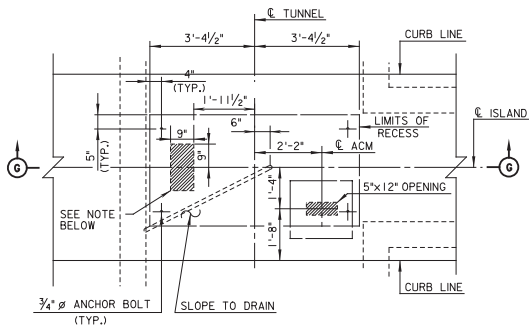 ℄ TUNNEL
3'-4½" 3'-4½"
CURB LINE
4"
(TYP.)
1'-11½"
℄ ISLAND
6"
LIMITS OF
RECESS
5"
(TYP.)
9"
2'-2"
℄ ACM
9"
G G
1'-4"
5"x12" OPENING
SEE NOTE
BELOW
1'-8"
CURB LINE
¾" ø ANCHOR BOLT
(TYP.)
SLOPE TO DRAIN